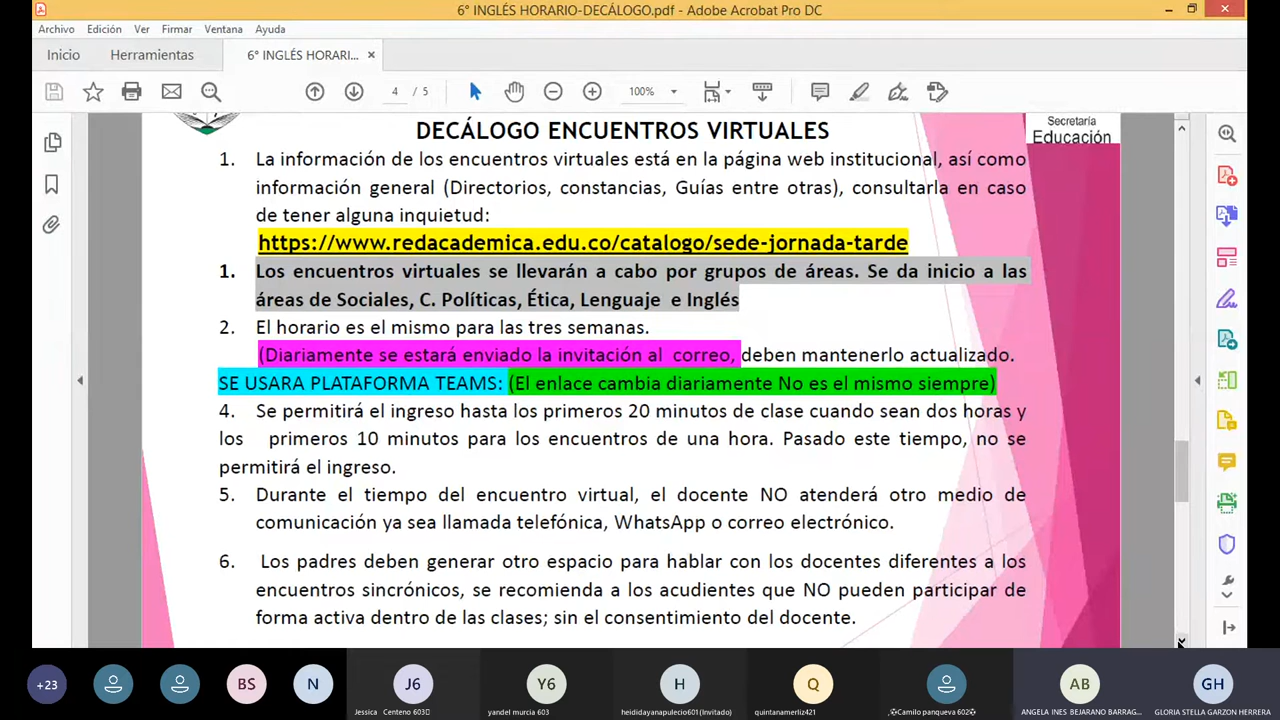 6° INGLÉS HORARIO-DECÁLOGO.pdf - Adobe Acrobat Pro DC
Archivo Edición Ver Firmar Ventana Ayuda
Inicio Herramientas 6° INGLÉS HORARI... ×
4 / 5 100%
Secretaría
Educación
DECÁLOGO ENCUENTROS VIRTUALES
1. La información de los encuentros virtuales está en la página web institucional, así como
información general (Directorios, constancias, Guías entre otras), consultarla en caso
de tener alguna inquietud:
https://www.redacademica.edu.co/catalogo/sede-jornada-tarde
1. Los encuentros virtuales se llevarán a cabo por grupos de áreas. Se da inicio a las
áreas de Sociales, C. Políticas, Ética, Lenguaje e Inglés
2. El horario es el mismo para las tres semanas.
(Diariamente se estará enviado la invitación al correo, deben mantenerlo actualizado.
SE USARA PLATAFORMA TEAMS: (El enlace cambia diariamente No es el mismo siempre)
4. Se permitirá el ingreso hasta los primeros 20 minutos de clase cuando sean dos horas y
los primeros 10 minutos para los encuentros de una hora. Pasado este tiempo, no se
permitirá el ingreso.
5. Durante el tiempo del encuentro virtual, el docente NO atenderá otro medio de
comunicación ya sea llamada telefónica, WhatsApp o correo electrónico.
6. Los padres deben generar otro espacio para hablar con los docentes diferentes a los
encuentros sincrónicos, se recomienda a los acudientes que NO pueden participar de
forma activa dentro de las clases; sin el consentimiento del docente.
+23 BS N J6 Y6 H Q AB GH
Jessica Centeno 603 yandel murcia 603 heididayanapulecio601(Invitado) quintanamerliz421 Camilo panqueva 602 ANGELA INES BEJARANO BARRAG... GLORIA STELLA GARZON HERRERA